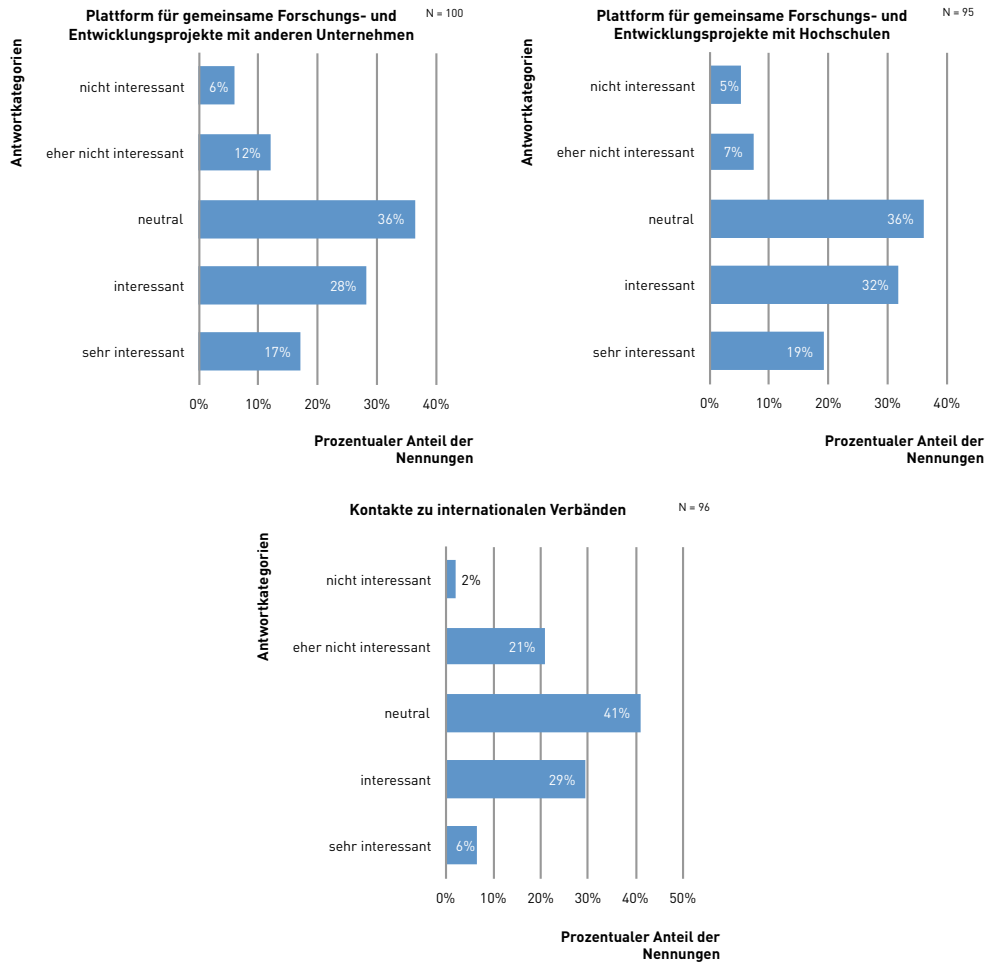 Plattform für gemeinsame Forschungs- und
Entwicklungsprojekte mit anderen Unternehmen
N = 100
Antwortkategorien
nicht interessant
6%
eher nicht interessant
12%
neutral
36%
interessant
28%
sehr interessant
17%
0% 10% 20% 30% 40%
Prozentualer Anteil der
Nennungen
Plattform für gemeinsame Forschungs- und
Entwicklungsprojekte mit Hochschulen
N = 95
Antwortkategorien
nicht interessant
5%
eher nicht interessant
7%
neutral
36%
interessant
32%
sehr interessant
19%
0% 10% 20% 30% 40%
Prozentualer Anteil der
Nennungen
Kontakte zu internationalen Verbänden
N = 96
Antwortkategorien
nicht interessant
2%
eher nicht interessant
21%
neutral
41%
interessant
29%
sehr interessant
6%
0% 10% 20% 30% 40% 50%
Prozentualer Anteil der
Nennungen